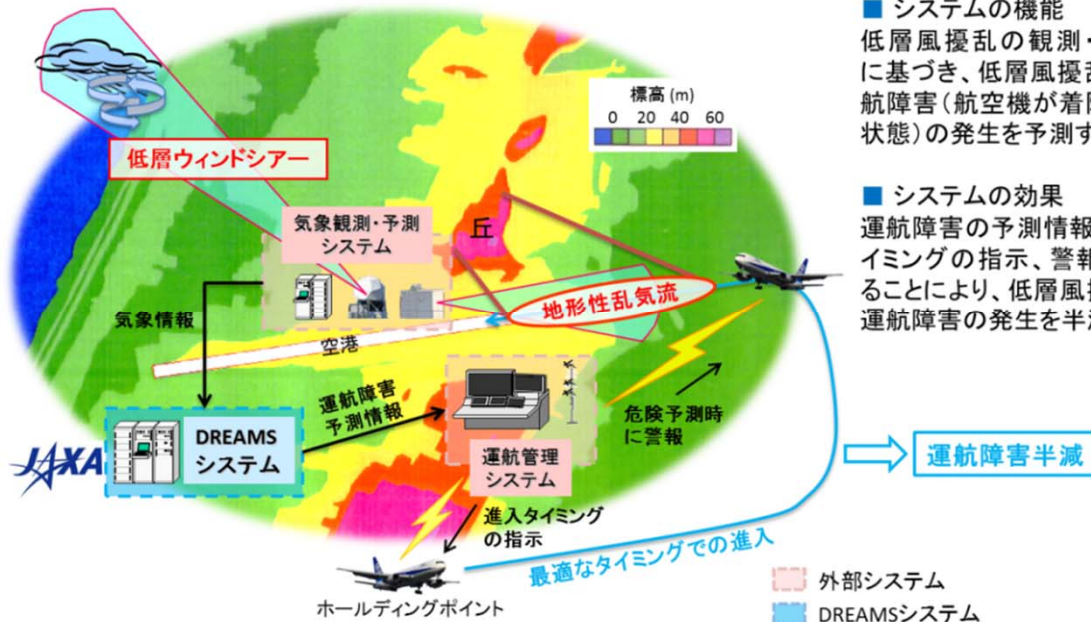 ■ システムの機能
低層風擾乱の観測・
に基づき、低層風擾乱
航障害(航空機が着
状態)の発生を予測す
■ システムの効果
運航障害の予測情報
イミングの指示、警報
ることにより、低層風擾
運航障害の発生を半減
標高 (m)
0 20 40 60
低層ウィンドシアー
気象観測・予測
システム
丘
地形性乱気流
気象情報
空港
運航障害
予測情報
危険予測時
に警報
JAXA
DREAMS
システム
運航管理
システム
運航障害半減
進入タイミング
の指示
最適なタイミングでの進入
ホールディングポイント
外部システム
DREAMSシステム